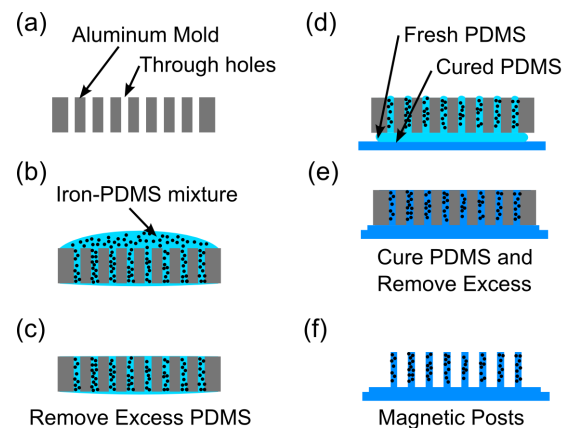 (a)
Aluminum Mold
Through holes
(b)
Iron-PDMS mixture
(c)
Remove Excess PDMS
(d)
Fresh PDMS
Cured PDMS
(e)
Cure PDMS and
Remove Excess
(f)
Magnetic Posts